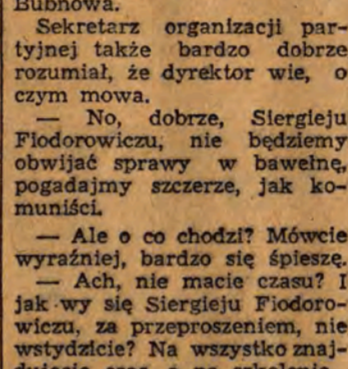 Bubnowa.
Sekretarz organizacji par-
tyjnej także bardzo dobrze
rozumiał, że dyrektor wie, o
czym mowa.
— No, dobrze, Siergieju
Fiodorowiczu, nie będziemy
obwijać sprawy w bawełnę,
pogadajmy szczerze, jak ko-
muniści.
— Ale o co chodzi? Mówcie
wyraźniej, bardzo się śpieszę.
— Ach, nie macie czasu? I
jak wy się Siergieju Fiodoro-
wiczu, za przeproszeniem, nie
wstydzicie? Na wszystko znaj-